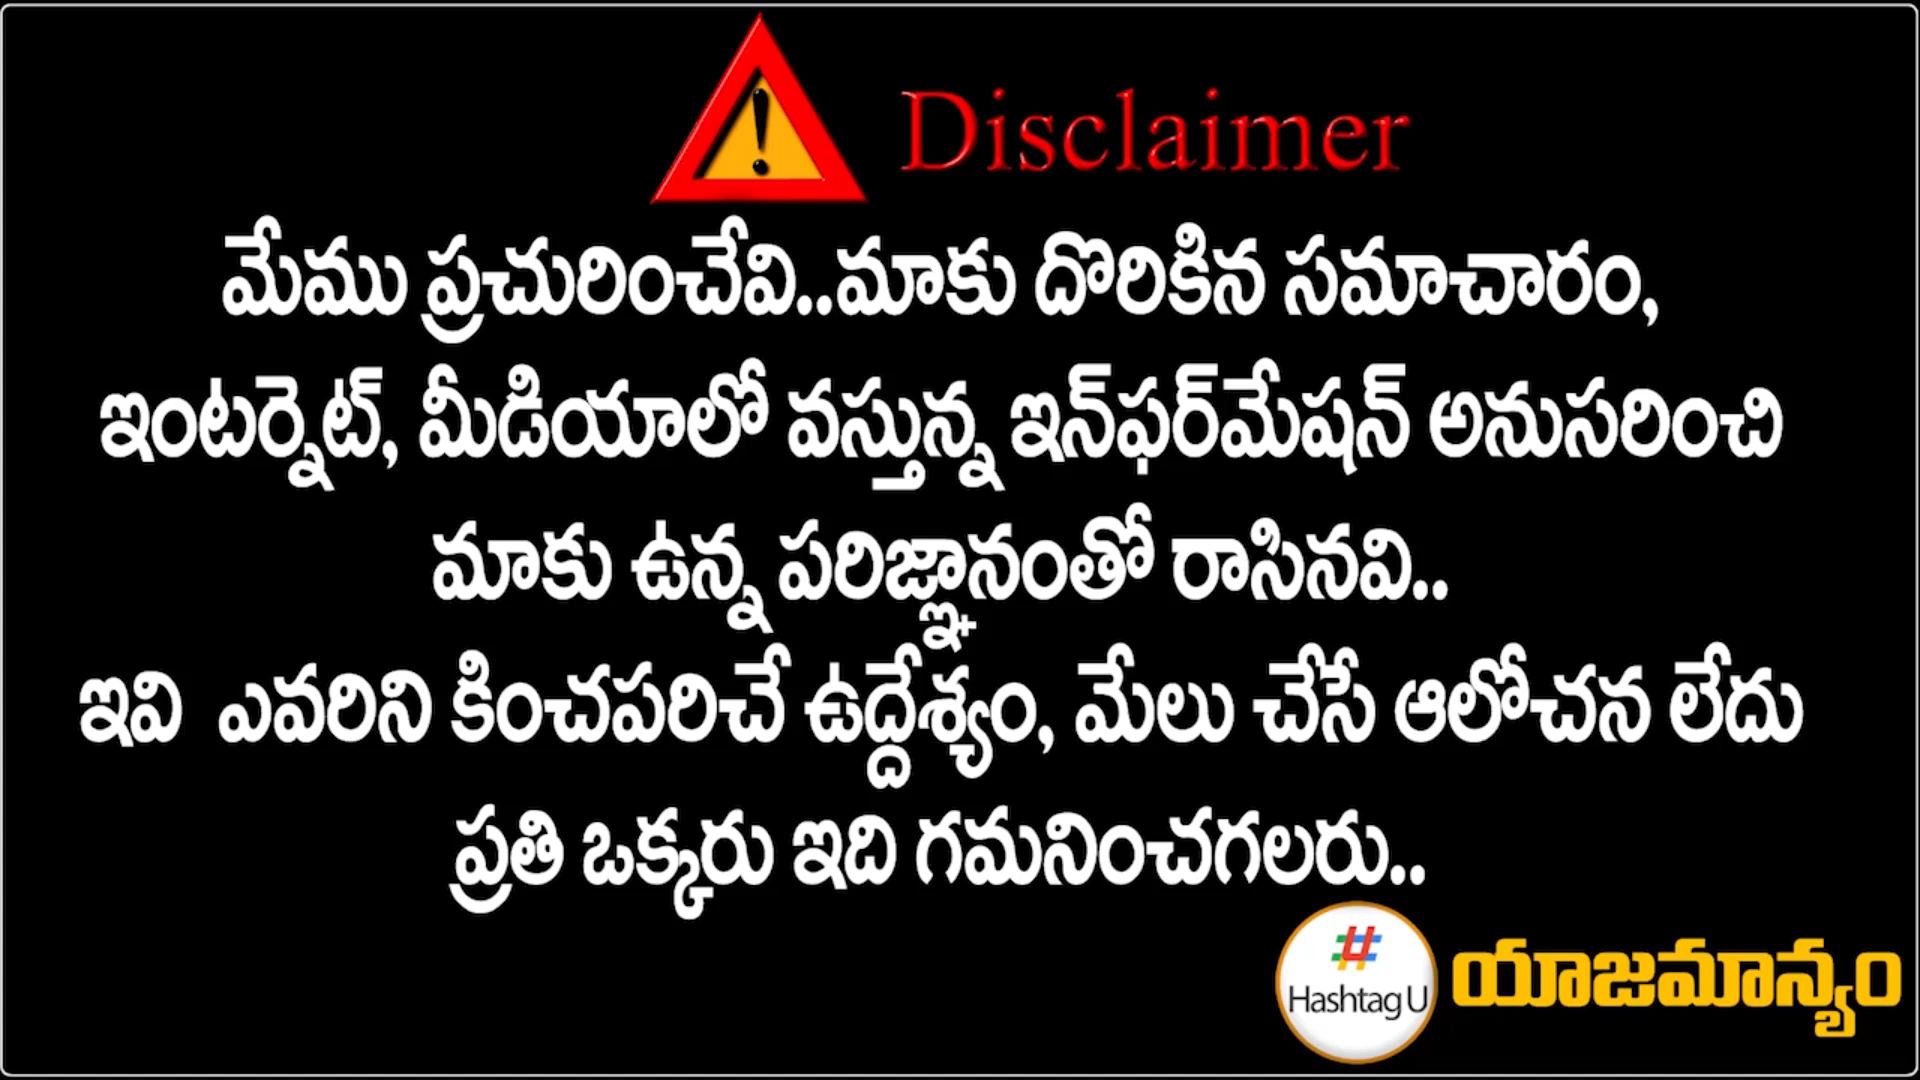 Disclaimer
మేము ప్రచురించేవి..మాకు దొరికిన సమాచారం,
ఇంటర్నెట్, మీడియాలో వస్తున్న ఇన్‌ఫర్‌మేషన్ అనుసరించి
మాకు ఉన్న పరిజ్ఞానంతో రాసినవి..
ఇవి ఎవరిని కించపరిచే ఉద్దేశ్యం, మేలు చేసే ఆలోచన లేదు
ప్రతి ఒక్కరు ఇది గమనించగలరు..
# Hashtag U యాజమాన్యం